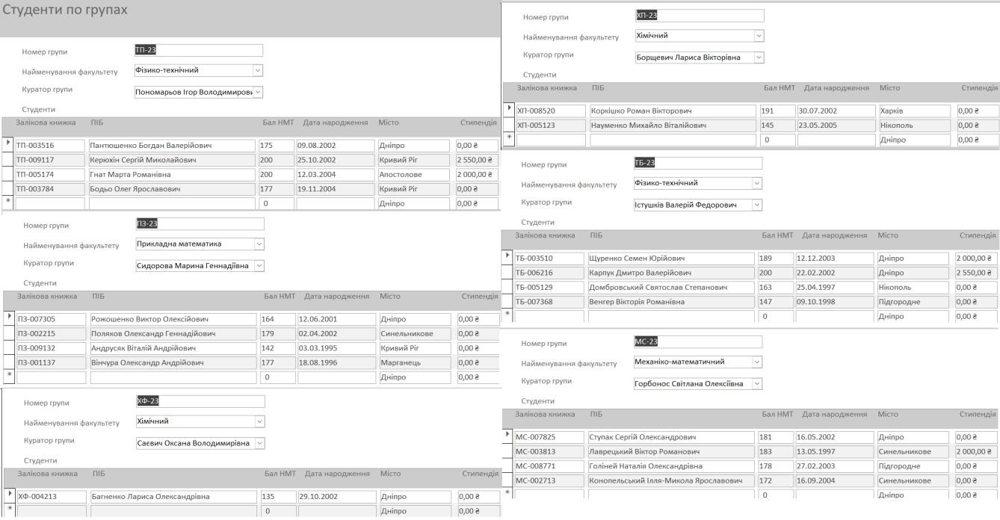 Студенти по групах
Номер групи ТП-23
Найменування факультету Фізико-технічний
Куратор групи Пономарьов Ігор Володимирови
Студенти
Залікова книжка ПІБ Бал НМТ Дата народження Місто Стипендія
ТП-003516 Пантюшенко Богдан Валерійович 175 09.08.2002 Дніпро 0,00 ₴
ТП-009117 Керюхін Сергій Миколайович 200 25.10.2002 Кривий Ріг 2 550,00 ₴
ТП-005174 Гнат Марта Романівна 200 12.03.2004 Апостолове 2 000,00 ₴
ТП-003784 Бодьо Олег Ярославович 177 19.11.2004 Кривий Ріг 0,00 ₴
* 0 Дніпро 0,00 ₴
Номер групи ПЗ-23
Найменування факультету Прикладна математика
Куратор групи Сидорова Марина Геннадіївна
Студенти
Залікова книжка ПІБ Бал НМТ Дата народження Місто Стипендія
ПЗ-007305 Рожошенко Виктор Олексійович 164 12.06.2001 Дніпро 0,00 ₴
ПЗ-002215 Поляков Олександр Геннадійович 179 02.04.2002 Синельникове 0,00 ₴
ПЗ-009132 Андрусяк Віталій Андрійович 142 03.03.1995 Кривий Ріг 0,00 ₴
ПЗ-001137 Вінчура Олександр Андрійович 177 18.08.1996 Марганець 0,00 ₴
* 0 Дніпро 0,00 ₴
Номер групи ХФ-23
Найменування факультету Хімічний
Куратор групи Саєвич Оксана Володимирівна
Студенти
Залікова книжка ПІБ Бал НМТ Дата народження Місто Стипендія
ХФ-004213 Багненко Лариса Олександрівна 135 29.10.2002 Дніпро 0,00 ₴
* 0 Дніпро 0,00 ₴
Номер групи ХП-23
Найменування факультету Хімічний
Куратор групи Борщевич Лариса Вікторівна
Студенти
Залікова книжка ПІБ Бал НМТ Дата народження Місто Стипендія
ХП-008520 Коркішко Роман Вікторович 191 30.07.2002 Харків 0,00 ₴
ХП-005123 Науменко Михайло Віталійович 145 23.05.2005 Нікополь 0,00 ₴
* 0 Дніпро 0,00 ₴
Номер групи ТБ-23
Найменування факультету Фізико-технічний
Куратор групи Істушків Валерій Федорович
Студенти
Залікова книжка ПІБ Бал НМТ Дата народження Місто Стипендія
ТБ-003510 Щуренко Семен Юрійович 189 12.12.2003 Дніпро 2 000,00 ₴
ТБ-006216 Карпук Дмитро Валерійович 200 22.02.2002 Дніпро 2 550,00 ₴
ТБ-005129 Домбровський Святослав Степанович 163 25.04.1997 Нікополь 0,00 ₴
ТБ-007368 Венгер Вікторія Романівна 147 09.10.1998 Підгородне 0,00 ₴
* 0 Дніпро 0,00 ₴
Номер групи МС-23
Найменування факультету Механіко-математичний
Куратор групи Горбонос Світлана Олексіївна
Студенти
Залікова книжка ПІБ Бал НМТ Дата народження Місто Стипендія
МС-007825 Ступак Сергій Олександрович 181 16.05.2002 Дніпро 0,00 ₴
МС-003813 Лаврецький Віктор Романович 183 13.05.1997 Синельникове 2 000,00 ₴
МС-008771 Голіней Наталія Олександрівна 178 27.02.2003 Підгородне 0,00 ₴
МС-002713 Конопельський Ілля-Микола Ярославович 172 16.09.2004 Синельникове 0,00 ₴
* 0 Дніпро 0,00 ₴